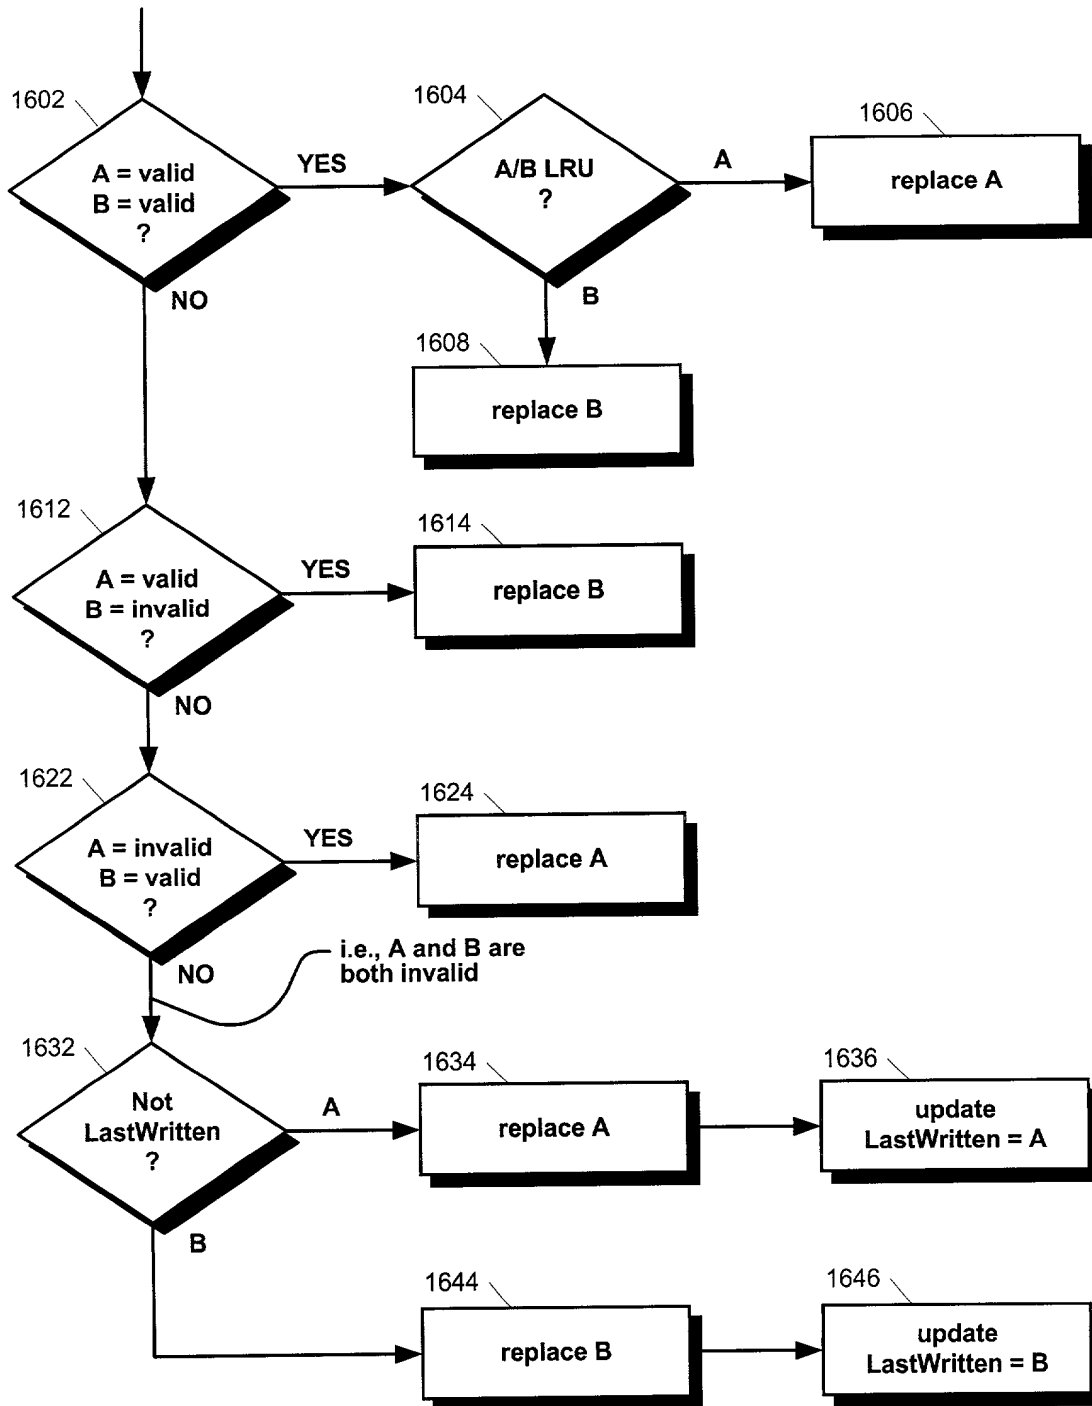 1602
A = valid
B = valid
?
YES
NO
1604
A/B LRU
?
A
B
1606
replace A
1608
replace B
1612
A = valid
B = invalid
?
YES
NO
1614
replace B
1622
A = invalid
B = valid
?
YES
NO
1624
replace A
i.e., A and B are
both invalid
1632
Not
LastWritten
?
A
B
1634
replace A
1636
update
LastWritten = A
1644
replace B
1646
update
LastWritten = B